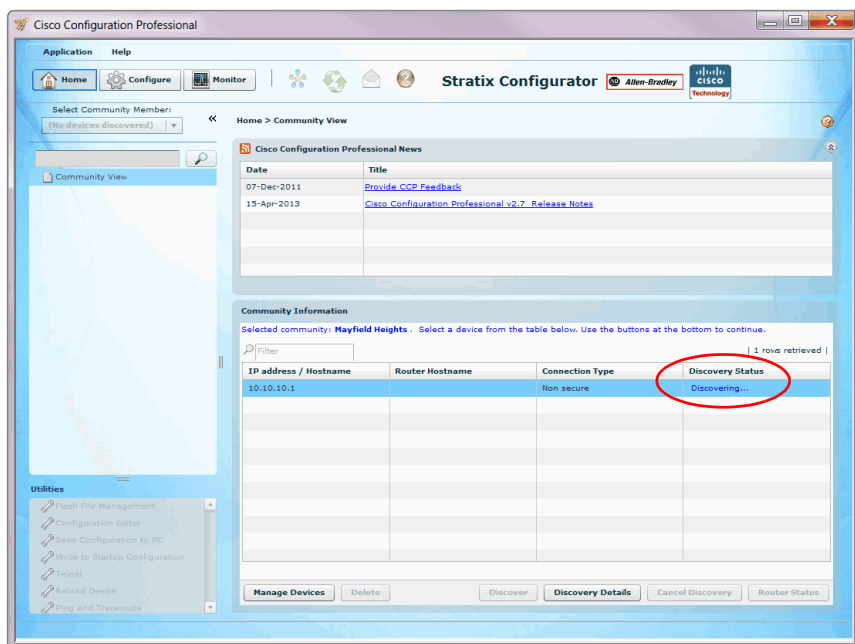 Cisco Configuration Professional
Application Help
Home Configure Monitor
Stratix Configurator
Allen-Bradley
CISCO
Technology
Select Community Member:
(No devices discovered)
Home > Community View
Community View
Cisco Configuration Professional News
Date Title
07-Dec-2011 Provide CCP Feedback
15-Apr-2013 Cisco Configuration Professional v2.7 Release Notes
Community Information
Selected community: Mayfield Heights . Select a device from the table below. Use the buttons at the bottom to continue.
Filter
| 1 rows retrieved |
IP address / Hostname Router Hostname Connection Type Discovery Status
10.10.10.1 Non secure Discovering...
Utilities
Flash File Management
Configuration Editor
Save Configuration to PC
Write to Startup Configuration
Telnet
Reload Device
Ping and Traceroute
Manage Devices Delete Discover Discovery Details Cancel Discovery Router Status